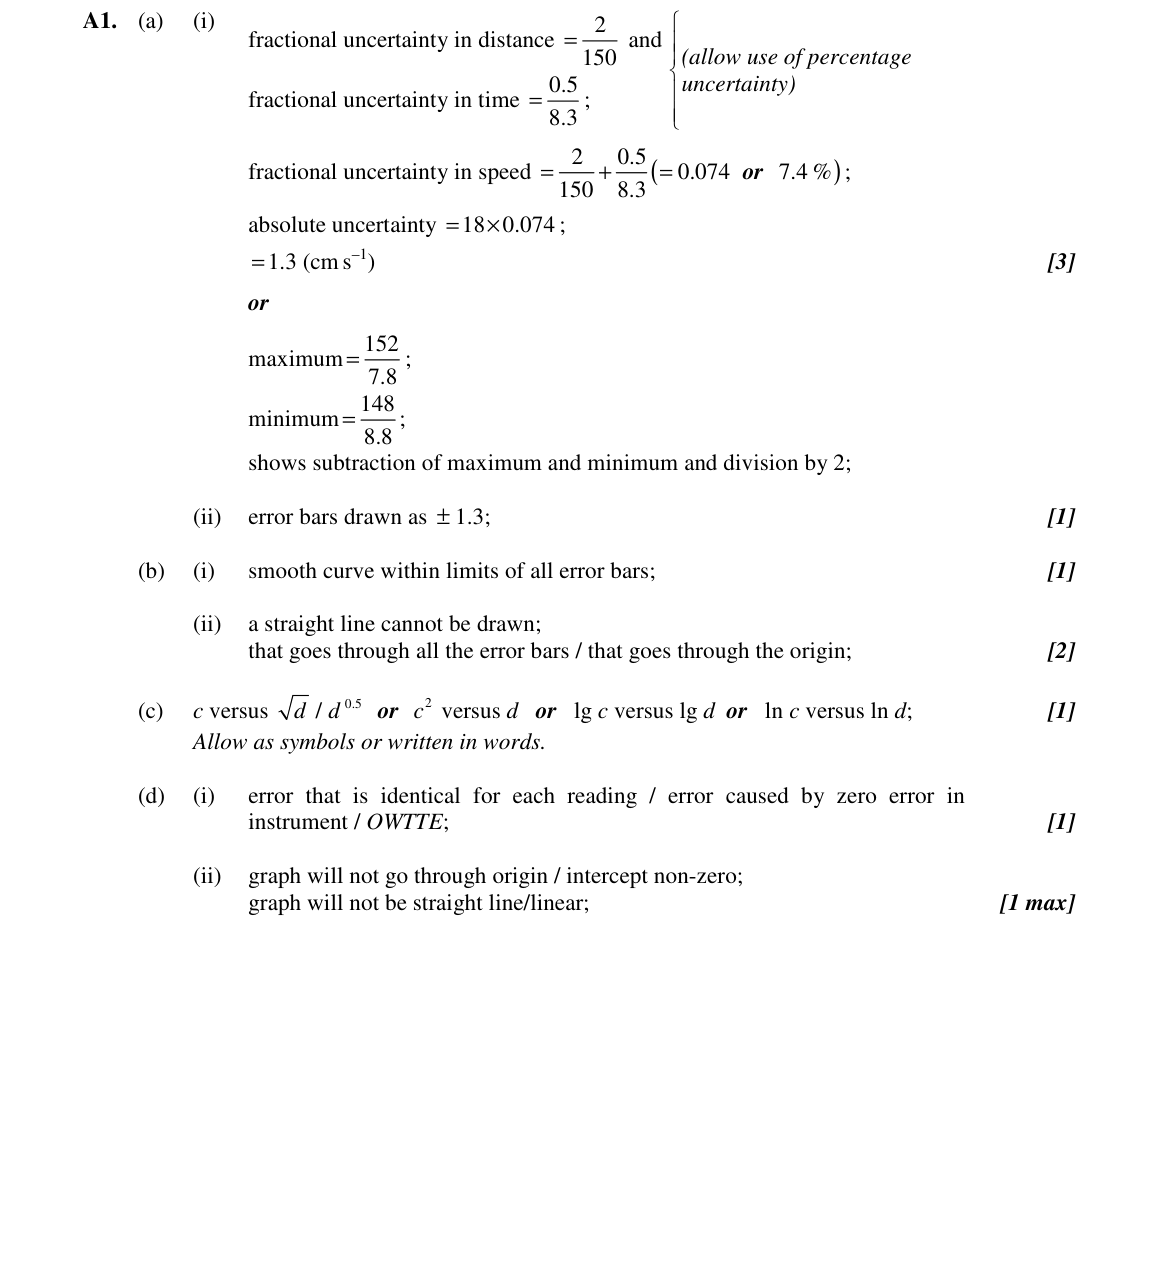 A1. (a) (i) fractional uncertainty in distance = 2/150 and
(allow use of percentage
uncertainty)
fractional uncertainty in time = 0.5/8.3 ;
fractional uncertainty in speed = 2/150 + 0.5/8.3 (= 0.074 or 7.4 %) ;
absolute uncertainty = 18×0.074 ;
= 1.3 (cm s⁻¹) [3]
or
maximum = 152/7.8 ;
minimum = 148/8.8 ;
shows subtraction of maximum and minimum and division by 2;
(ii) error bars drawn as ± 1.3; [1]
(b) (i) smooth curve within limits of all error bars; [1]
(ii) a straight line cannot be drawn;
that goes through all the error bars / that goes through the origin; [2]
(c) c versus √d / d^0.5 or c² versus d or lg c versus lg d or ln c versus ln d; [1]
Allow as symbols or written in words.
(d) (i) error that is identical for each reading / error caused by zero error in
instrument / OWTTE; [1]
(ii) graph will not go through origin / intercept non-zero;
graph will not be straight line/linear; [1 max]